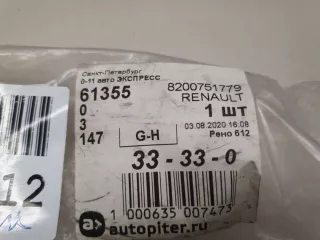 Санкт-Петербург
0-11 авто ЭКСПРЕСС
61355 8200751779
0 RENAULT
3 1 шт
147 G-H 03.08.2020 16:08
Рено 612
33 - 33 - 0
1 000635 007473
autopiter.ru
12